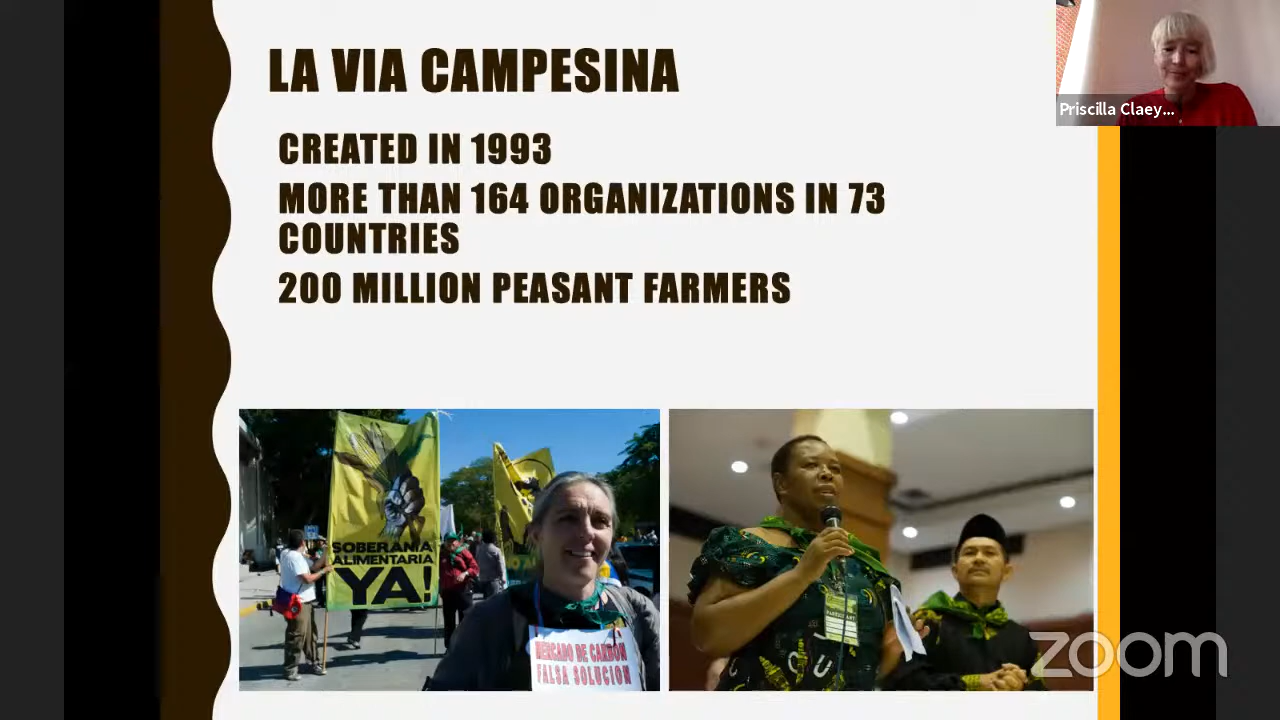 LA VIA CAMPESINA
CREATED IN 1993
MORE THAN 164 ORGANIZATIONS IN 73
COUNTRIES
200 MILLION PEASANT FARMERS
Priscilla Claey...
SOBERANIA
ALIMENTARIA
YA!
MERCADO DE CARBON
FALSA SOLUCION
zoom